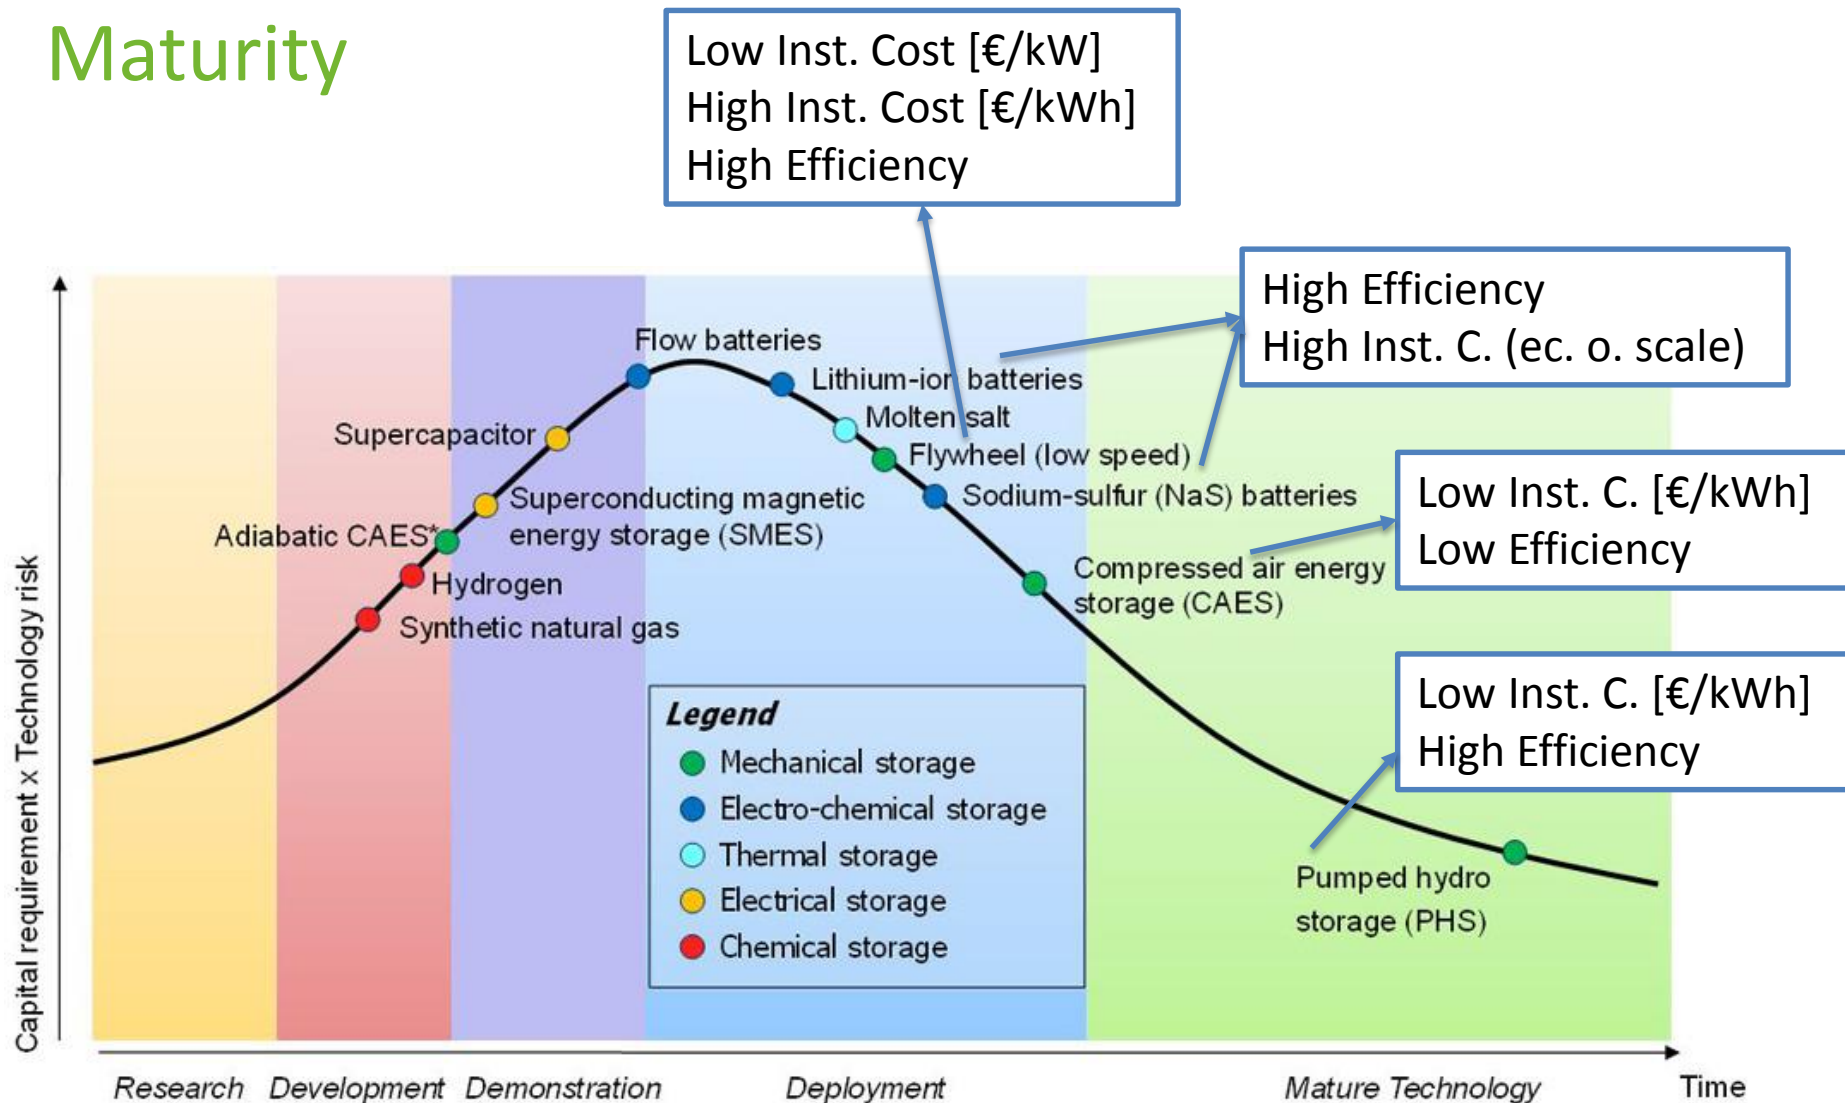 Maturity
Low Inst. Cost [€/kW]
High Inst. Cost [€/kWh]
High Efficiency
High Efficiency
High Inst. C. (ec. o. scale)
Low Inst. C. [€/kWh]
Low Efficiency
Low Inst. C. [€/kWh]
High Efficiency
Capital requirement x Technology risk
Flow batteries
Lithium-ion batteries
Molten salt
Supercapacitor
Flywheel (low speed)
Sodium-sulfur (NaS) batteries
Superconducting magnetic
energy storage (SMES)
Adiabatic CAES*
Hydrogen
Synthetic natural gas
Compressed air energy
storage (CAES)
Pumped hydro
storage (PHS)
Legend
Mechanical storage
Electro-chemical storage
Thermal storage
Electrical storage
Chemical storage
Research
Development
Demonstration
Deployment
Mature Technology
Time